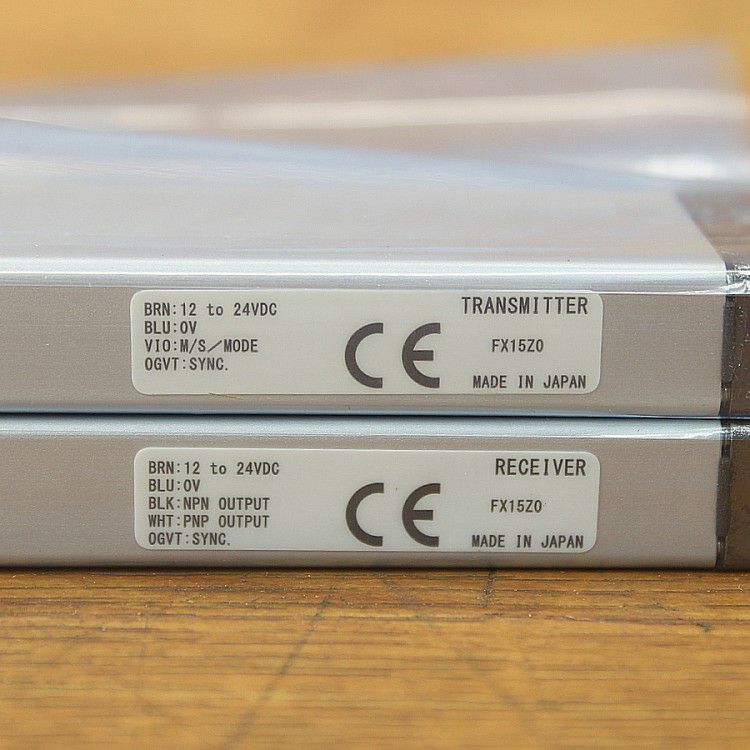 BRN:12 to 24VDC
BLU:0V
VIO:M/S／MODE
OGVT:SYNC.
CE
TRANSMITTER
FX15Z0
MADE IN JAPAN
BRN:12 to 24VDC
BLU:0V
BLK:NPN OUTPUT
WHT:PNP OUTPUT
OGVT:SYNC.
CE
RECEIVER
FX15Z0
MADE IN JAPAN